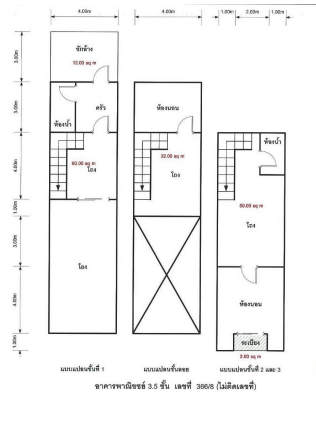 4.00m
4.00m
1.00m
2.00m
1.00m
3.00m
ซักล้าง
12.00 sq m
3.00m
ครัว
ห้องน้ำ
ห้องนอน
4.00m
60.00 sq m
โถง
32.00 sq m
โถง
ห้องน้ำ
1.00m
50.00 sq m
โถง
3.00m
โถง
4.00m
ห้องนอน
1.00m
ระเบียง
2.00 sq m
แบบแปลนชั้นที่ 1
แบบแปลนชั้นลอย
แบบแปลนชั้นที่ 2 และ 3
อาคารพาณิชย์ 3.5 ชั้น เลขที่ 366/8 (ไม่ติดเลขที่)